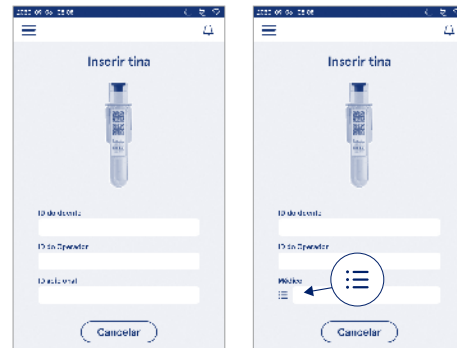 Inserir tina
ID do doente
ID do Operador
ID adicional
Cancelar
Inserir tina
ID do doente
ID do Operador
Médico
Cancelar